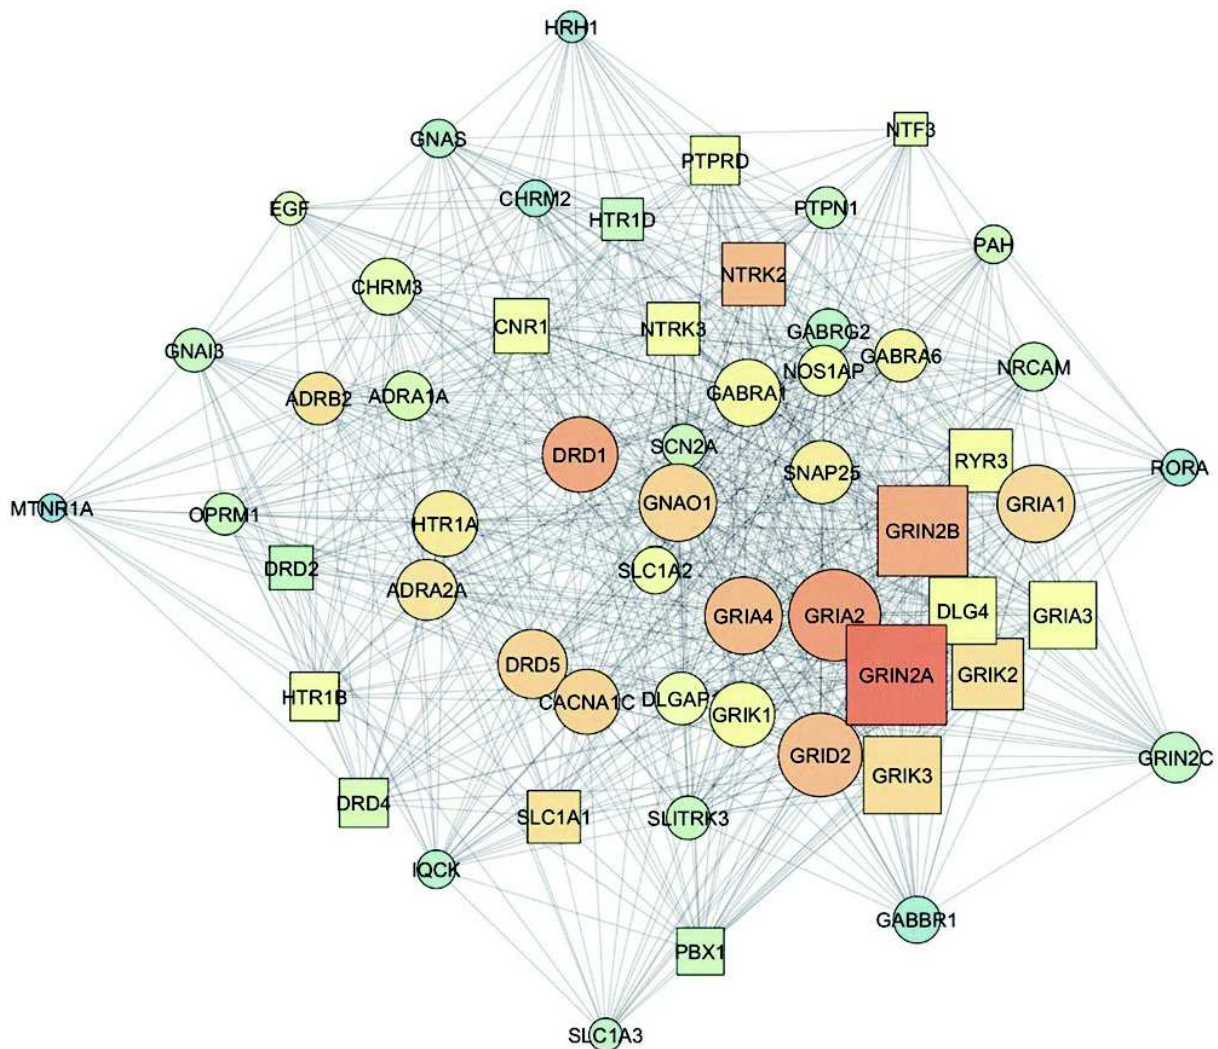 HRH1
NTF3
GNAS
PTPRD
CHRM2
EGF
PTPN1
HTR1D
PAH
NTRK2
CHRM3
CNR1
NTRK3
GABRG2
GNAI3
GABRA6
NRCAM
NOS1AP
GABRA1
ADRB2
ADRA1A
SCN2A
DRD1
RYR3
RORA
SNAP25
GNAO1
GRIA1
MTNR1A
OPRM1
HTR1A
GRIN2B
DRD2
SLC1A2
ADRA2A
DLG4
GRIA4
GRIA2
GRIA3
DRD5
GRIN2A
GRIK2
HTR1B
CACNA1C
DLGAP
GRIK1
GRID2
GRIN2C
GRIK3
DRD4
SLC1A1
SLITRK3
IQCK
GABBR1
PBX1
SLC1A3